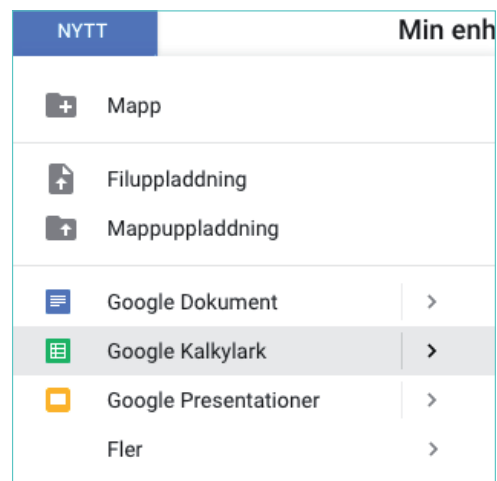 NYTT
Min enh
Mapp
Filuppladdning
Mappuppladdning
Google Dokument
Google Kalkylark
Google Presentationer
Fler